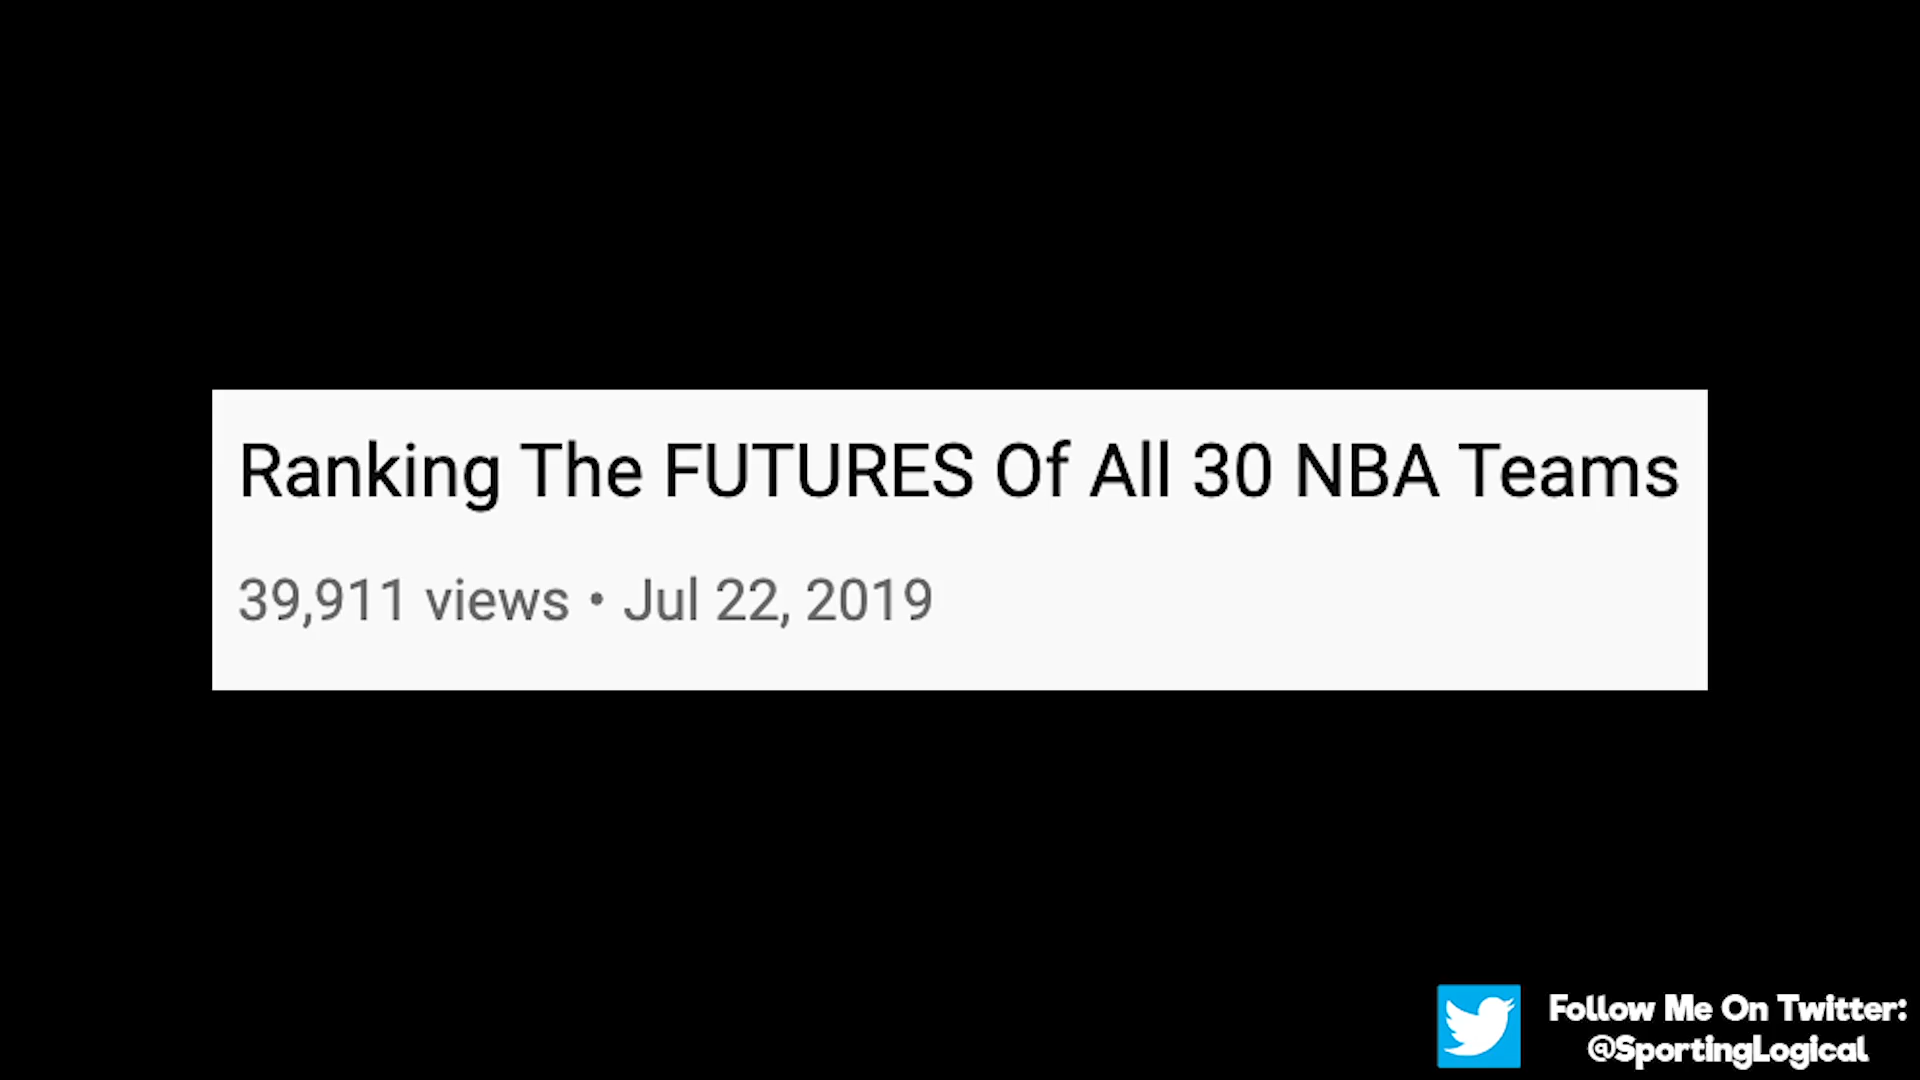 Ranking The FUTURES Of All 30 NBA Teams
39,911 views • Jul 22, 2019
Follow Me On Twitter:
@SportingLogical